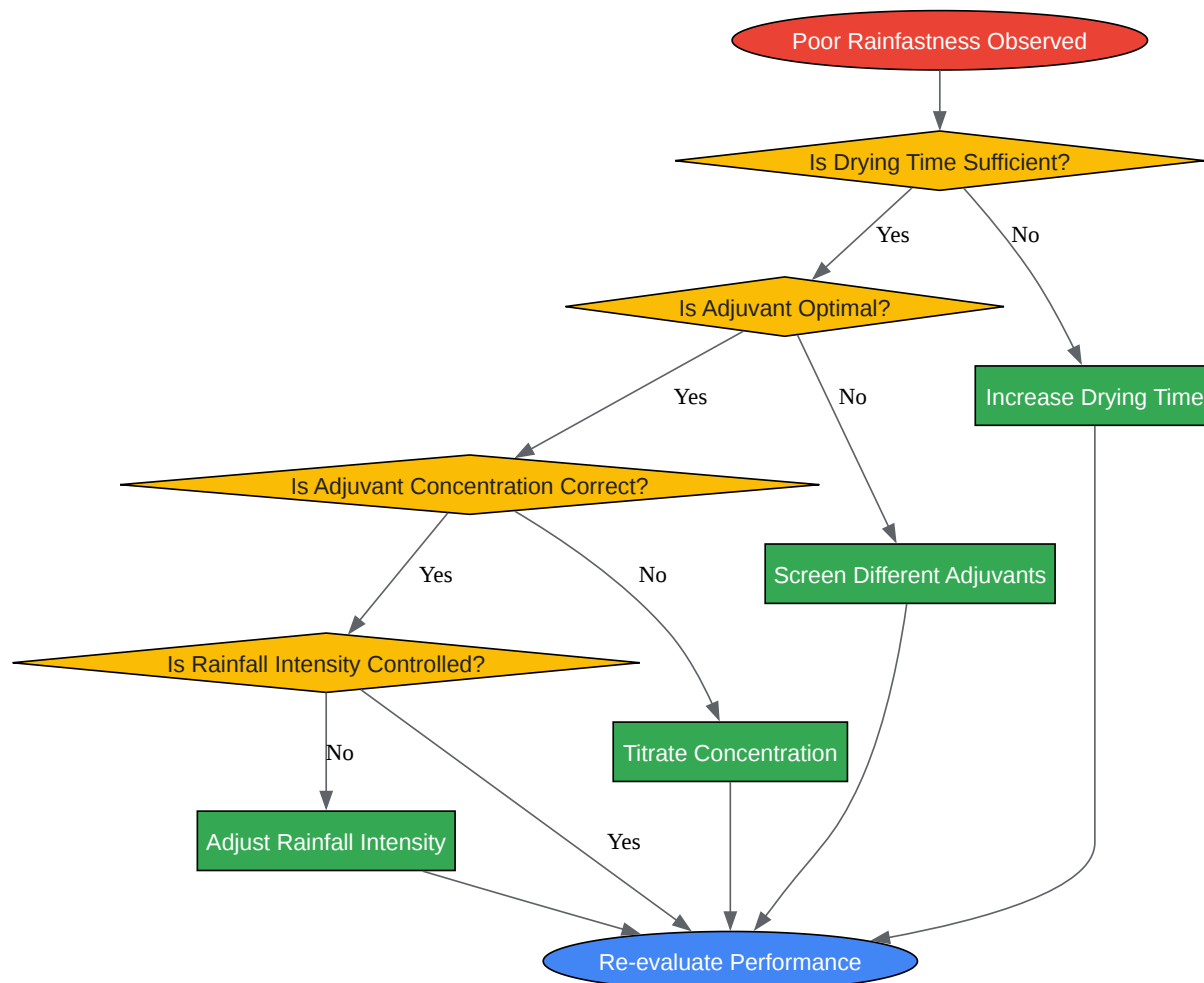 Poor Rainfastness Observed
Is Drying Time Sufficient?
Yes
No
Is Adjuvant Optimal?
Yes
No
Increase Drying Time
Is Adjuvant Concentration Correct?
Yes
No
Screen Different Adjuvants
Is Rainfall Intensity Controlled?
No
Titrate Concentration
Yes
Adjust Rainfall Intensity
Re-evaluate Performance